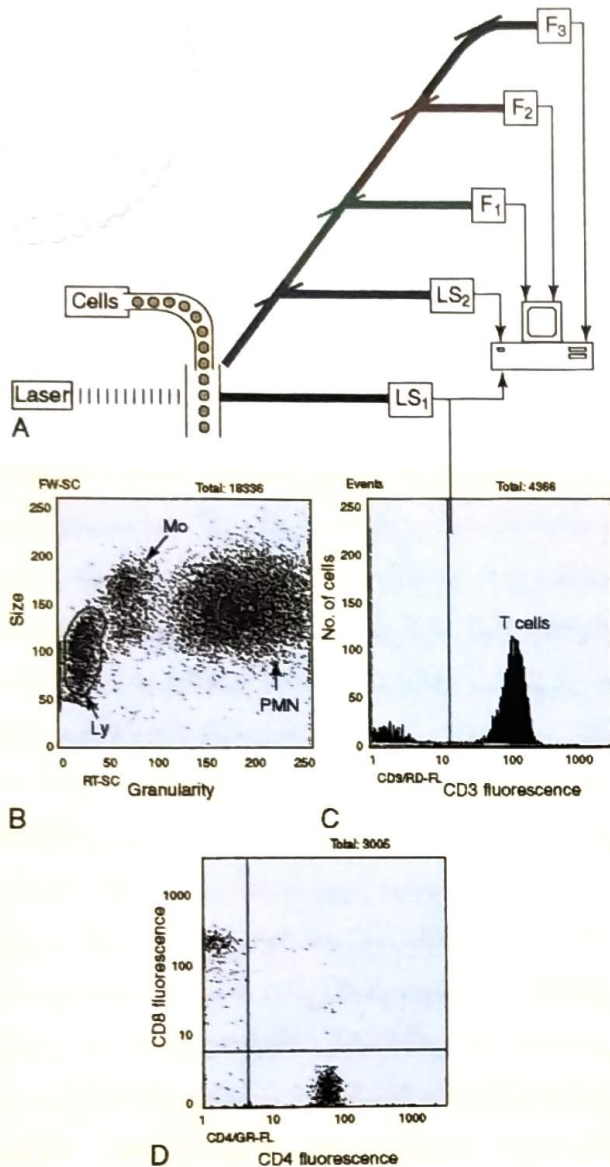 F3
F2
F1
Cells
LS2
Laser
LS1
A
FW-SC
Total: 18336
250
200
150
100
50
0
Size
Mo
Ly
PMN
0 50 100 150 200 250
RT-SC
Granularity
B
Events
Total: 4366
250
200
150
100
50
0
No. of cells
T cells
1 10 100 1000
CD3/RD-FL
CD3 fluorescence
C
Total: 3005
1000
100
10
0
CD8 fluorescence
1 10 100 1000
CD4/GR-FL
CD4 fluorescence
D